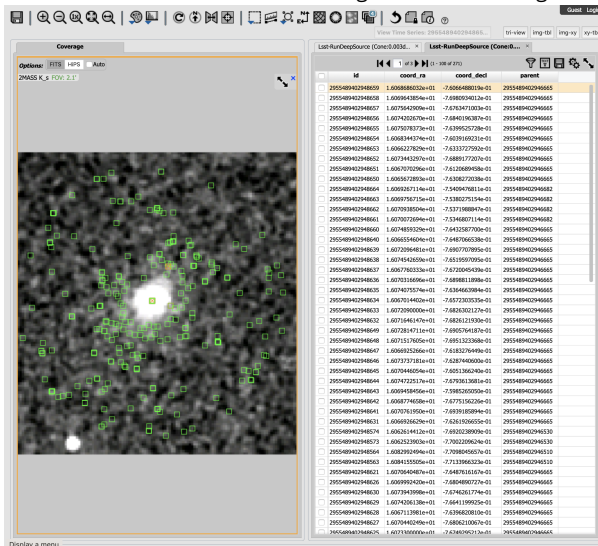 Guest Login
View Time Series: 2955489402948665...
tri-view img-tbl img-xy xy-tbl
Coverage
Lsst-RunDeepSource (Cone:0.003d... × Lsst-RunDeepSource (Cone:0.... ×
Options: FITS HIPS Auto
1 of 3 (1 - 100 of 271)
2MASS K_s FOV: 2.1'
id coord_ra coord_decl parent
2955489402948659 1.6068686032e+01 -7.6066488019e-01 2955489402946665
2955489402948658 1.6069643854e+01 -7.6980934012e-01 2955489402946665
2955489402948657 1.6075642909e+01 -7.6763471003e-01 2955489402946665
2955489402948656 1.6074202670e+01 -7.6840196387e-01 2955489402946665
2955489402948655 1.6075078373e+01 -7.6399525728e-01 2955489402946665
2955489402948654 1.6068344374e+01 -7.6039169231e-01 2955489402946665
2955489402948653 1.6066227829e+01 -7.6333727592e-01 2955489402946665
2955489402948652 1.6073443297e+01 -7.6889177207e-01 2955489402946665
2955489402948651 1.6067070296e+01 -7.6120689458e-01 2955489402946665
2955489402948650 1.6065672893e+01 -7.6308272038e-01 2955489402946665
2955489402948664 1.6069267114e+01 -7.5409476811e-01 2955489402946682
2955489402948663 1.6069756715e+01 -7.5380275154e-01 2955489402946682
2955489402948662 1.6070938504e+01 -7.5371988847e-01 2955489402946682
2955489402948661 1.6070072694e+01 -7.5346807114e-01 2955489402946682
2955489402948660 1.6074859329e+01 -7.6432587700e-01 2955489402946665
2955489402948640 1.6066554604e+01 -7.6487066538e-01 2955489402946665
2955489402948639 1.6072096481e+01 -7.6907707895e-01 2955489402946665
2955489402948638 1.6074542659e+01 -7.6519597095e-01 2955489402946665
2955489402948637 1.6067760333e+01 -7.6720045439e-01 2955489402946665
2955489402948636 1.6070316696e+01 -7.6898811898e-01 2955489402946665
2955489402948635 1.6074075574e+01 -7.6364663984e-01 2955489402946665
2955489402948634 1.6067014402e+01 -7.6572303535e-01 2955489402946665
2955489402948633 1.6072090000e+01 -7.6826302127e-01 2955489402946665
2955489402948632 1.6071646147e+01 -7.6826121930e-01 2955489402946665
2955489402948649 1.6072814711e+01 -7.6905764187e-01 2955489402946665
2955489402948648 1.6071517605e+01 -7.6951323368e-01 2955489402946665
2955489402948647 1.6066925266e+01 -7.6183276449e-01 2955489402946665
2955489402948646 1.6073737181e+01 -7.6287440600e-01 2955489402946665
2955489402948645 1.6070446054e+01 -7.6051366240e-01 2955489402946665
2955489402948644 1.6074722517e+01 -7.6793613681e-01 2955489402946665
2955489402948643 1.6069458456e+01 -7.5985265050e-01 2955489402946665
2955489402948642 1.6068774658e+01 -7.6775156226e-01 2955489402946665
2955489402948641 1.6070761950e+01 -7.6939185894e-01 2955489402946665
2955489402948631 1.6066926629e+01 -7.6261926655e-01 2955489402946665
2955489402948574 1.6062614412e+01 -7.6920238909e-01 2955489402946530
2955489402948573 1.6062523903e+01 -7.7002209624e-01 2955489402946530
2955489402948564 1.6082992494e+01 -7.7098045657e-01 2955489402946510
2955489402948563 1.6084155505e+01 -7.7133966323e-01 2955489402946510
2955489402948621 1.6070640487e+01 -7.6487616167e-01 2955489402946665
2955489402948626 1.6069992420e+01 -7.6804890727e-01 2955489402946665
2955489402948630 1.6073943998e+01 -7.6746261774e-01 2955489402946665
2955489402948629 1.6074206138e+01 -7.6641199925e-01 2955489402946665
2955489402948628 1.6067113981e+01 -7.6396820810e-01 2955489402946665
2955489402948627 1.6070440249e+01 -7.6806210067e-01 2955489402946665
Display a menu